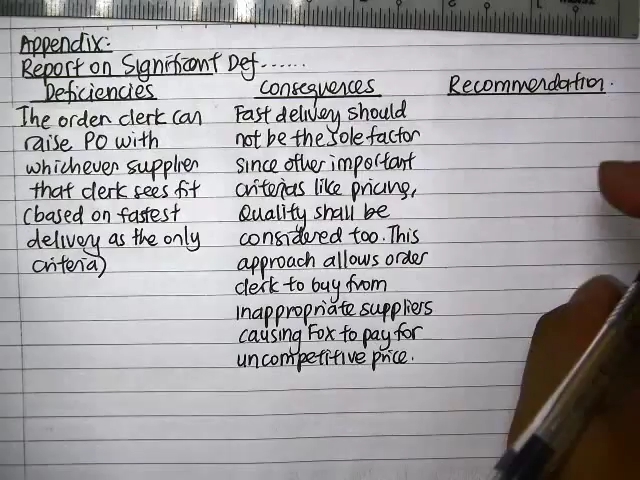 Appendix:
Report on Significant Def......
Deficiencies
The order clerk can
raise PO with
whichever supplier
that clerk sees fit
(based on fastest
delivery as the only
criteria)
Consequences
Fast delivery should
not be the sole factor
since other important
criterias like pricing,
Quality shall be
considered too. This
approach allows order
clerk to buy from
inappropriate suppliers
causing Fox to pay for
uncompetitive price.
Recommendation.